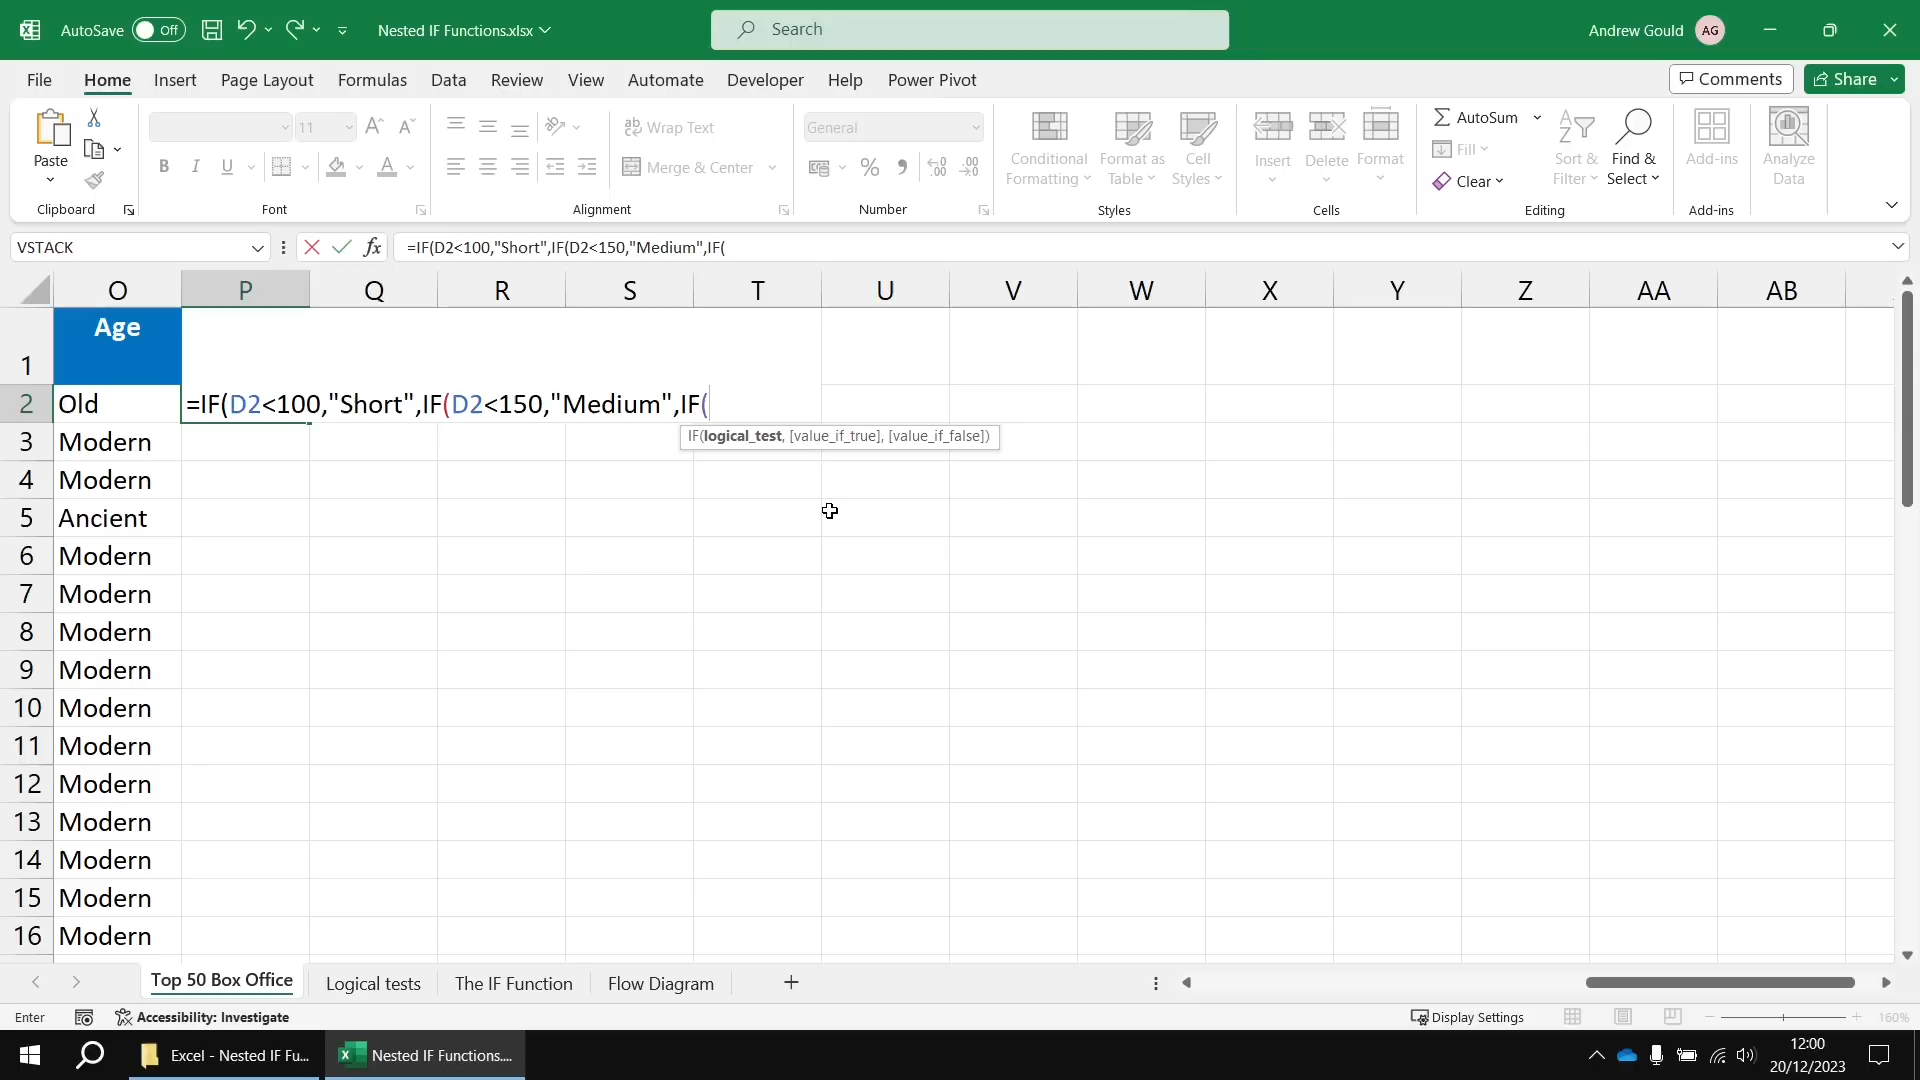 AutoSave Off Nested IF Functions.xlsx Search Andrew Gould AG
File Home Insert Page Layout Formulas Data Review View Automate Developer Help Power Pivot Comments Share
Paste
11
Wrap Text
Merge & Center
General
Conditional Formatting
Format as Table
Cell Styles
Insert
Delete
Format
AutoSum
Fill
Clear
Sort & Filter
Find & Select
Add-ins
Analyze Data
Clipboard Font Alignment Number Styles Cells Editing Add-ins
VSTACK =IF(D2<100,"Short",IF(D2<150,"Medium",IF(
O P Q R S T U V W X Y Z AA AB
1 Age
2 Old =IF(D2<100,"Short",IF(D2<150,"Medium",IF(
IF(logical_test, [value_if_true], [value_if_false])
3 Modern
4 Modern
5 Ancient
6 Modern
7 Modern
8 Modern
9 Modern
10 Modern
11 Modern
12 Modern
13 Modern
14 Modern
15 Modern
16 Modern
Top 50 Box Office Logical tests The IF Function Flow Diagram
Enter Accessibility: Investigate Display Settings 160%
Excel - Nested IF Fu... Nested IF Functions.... 12:00
20/12/2023